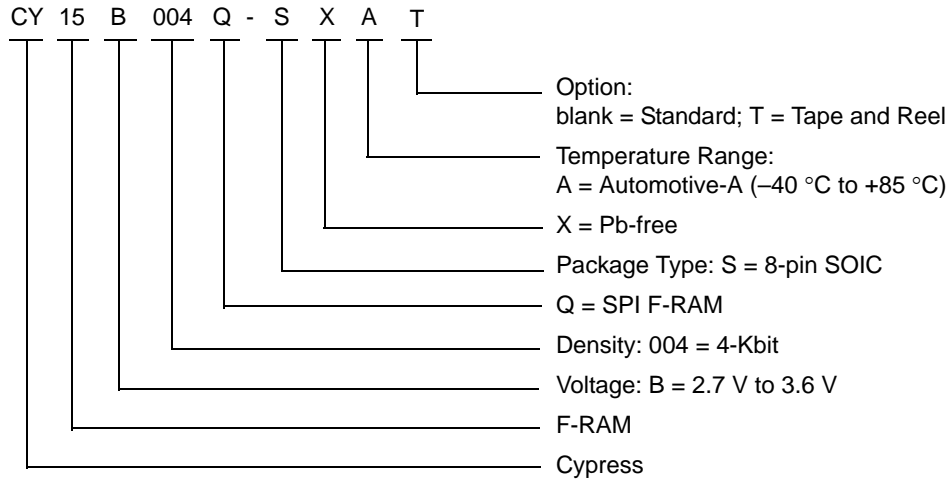 CY 15 B 004 Q - S X A T
Option:
blank = Standard; T = Tape and Reel
Temperature Range:
A = Automotive-A (–40 °C to +85 °C)
X = Pb-free
Package Type: S = 8-pin SOIC
Q = SPI F-RAM
Density: 004 = 4-Kbit
Voltage: B = 2.7 V to 3.6 V
F-RAM
Cypress